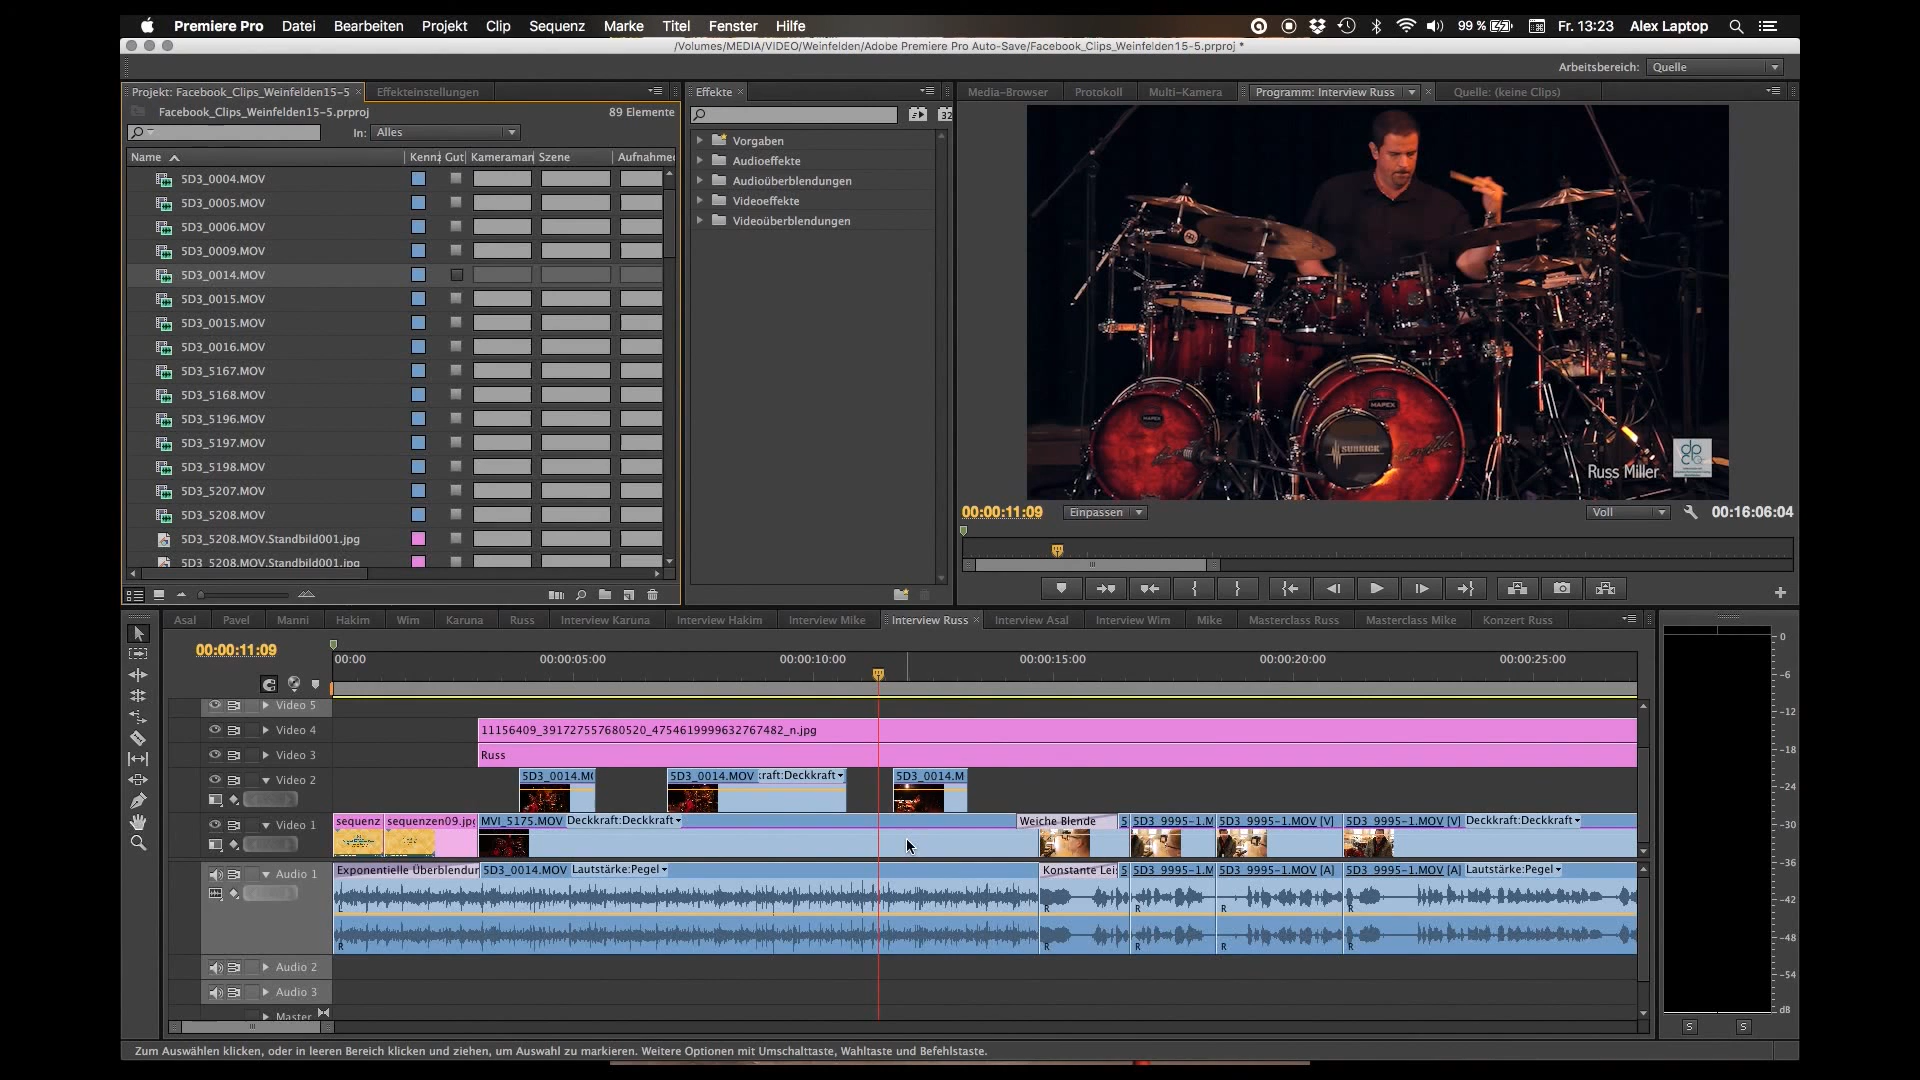 Premiere Pro Datei Bearbeiten Projekt Clip Sequenz Marke Titel Fenster Hilfe 99 % Fr. 13:23 Alex Laptop
/Volumes/MEDIA/VIDEO/Weinfelden/Adobe Premiere Pro Auto-Save/Facebook_Clips_Weinfelden15-5.prproj *
Arbeitsbereich: Quelle
Projekt: Facebook_Clips_Weinfelden15-5 × Effekteinstellungen
Facebook_Clips_Weinfelden15-5.prproj 89 Elemente
In: Alles
Name Kennz Gut Kameraman Szene Aufnahmec
5D3_0004.MOV
5D3_0005.MOV
5D3_0006.MOV
5D3_0009.MOV
5D3_0014.MOV
5D3_0015.MOV
5D3_0015.MOV
5D3_0016.MOV
5D3_5167.MOV
5D3_5168.MOV
5D3_5196.MOV
5D3_5197.MOV
5D3_5198.MOV
5D3_5207.MOV
5D3_5208.MOV
5D3_5208.MOV.Standbild001.jpg
5D3_5208.MOV.Standbild001.jpg
Effekte ×
32
Vorgaben
Audioeffekte
Audioüberblendungen
Videoeffekte
Videoüberblendungen
Media-Browser Protokoll Multi-Kamera Programm: Interview Russ × Quelle: (keine Clips)
MAPEX
MAPEX
SUBKICK
dpc
Russ Miller
00:00:11:09 Einpassen Voll 00:16:06:04
Asal Pavel Manni Hakim Wim Karuna Russ Interview Karuna Interview Hakim Interview Mike Interview Russ × Interview Asal Interview Wim Mike Masterclass Russ Masterclass Mike Konzert Russ
00:00:11:09
00:00 00:00:05:00 00:00:10:00 00:00:15:00 00:00:20:00 00:00:25:00
Video 5
Video 4 11156409_391727557680520_4754619999632767482_n.jpg
Video 3 Russ
Video 2 5D3_0014.M( 5D3_0014.MOV :raft:Deckkraft 5D3_0014.M
Video 1 sequenz sequenzen09.jpg MVI_5175.MOV Deckkraft:Deckkraft Weiche Blende 5 5D3_9995-1.M 5D3_9995-1.MOV [V] 5D3_9995-1.MOV [V] Deckkraft:Deckkraft
Audio 1 Exponentielle Überblendun 5D3_0014.MOV Lautstärke:Pegel Konstante Lei 5 5D3_9995-1.M 5D3_9995-1.MOV [A] 5D3_9995-1.MOV [A] Lautstärke:Pegel
L R R R R
R R R R R
Audio 2
Audio 3
Master
0
-6
-12
-18
-24
-30
-36
-42
-48
-54
dB
S S
Zum Auswählen klicken, oder in leeren Bereich klicken und ziehen, um Auswahl zu markieren. Weitere Optionen mit Umschalttaste, Wahltaste und Befehlstaste.